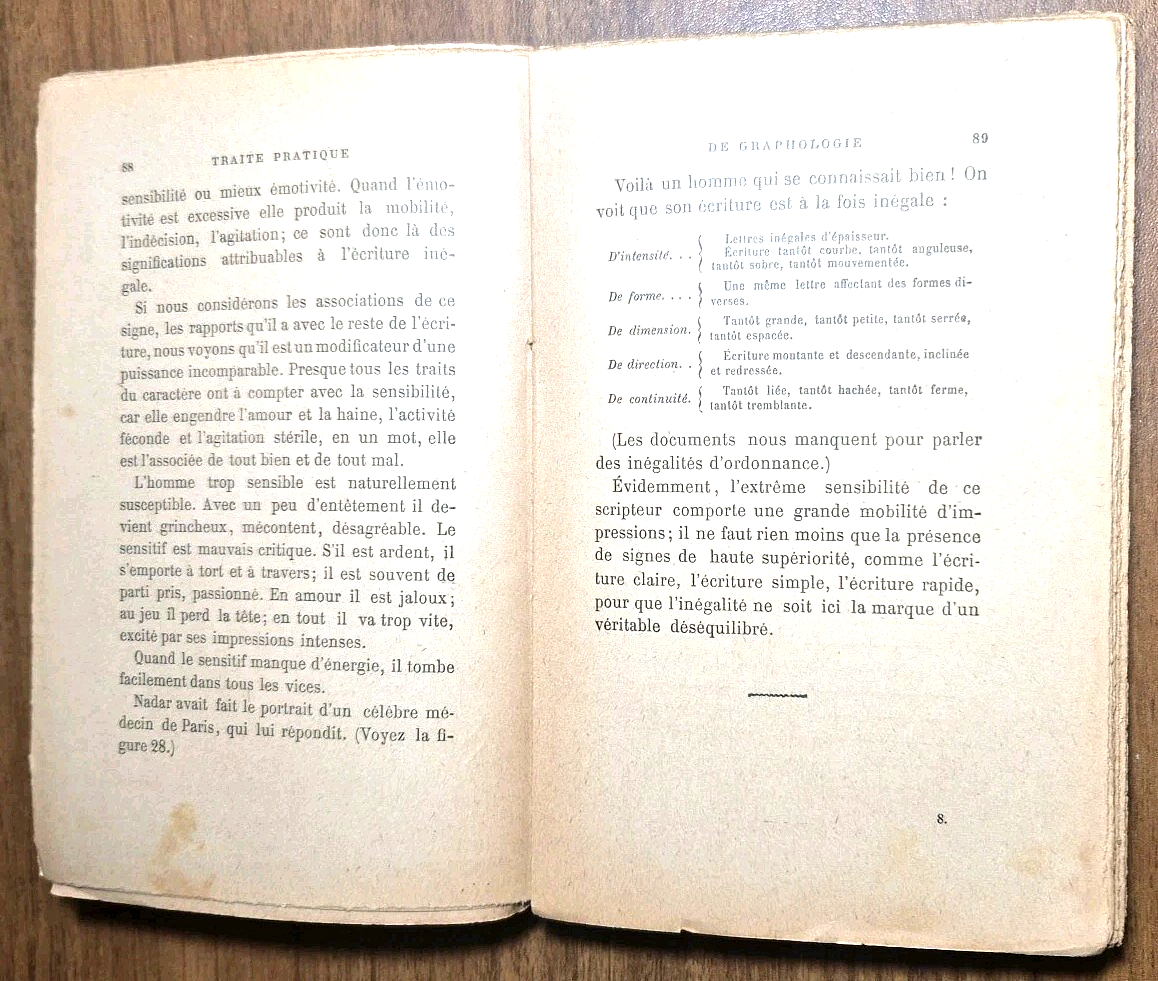 88
TRAITE PRATIQUE
sensibilité ou mieux émotivité. Quand l'émo-
tivité est excessive elle produit la mobilité,
l'indécision, l'agitation; ce sont donc là des
significations attribuables à l'écriture iné-
gale.
Si nous considérons les associations de ce
signe, les rapports qu'il a avec le reste de l'écri-
ture, nous voyons qu'il est un modificateur d'une
puissance incomparable. Presque tous les traits
du caractère ont à compter avec la sensibilité,
car elle engendre l'amour et la haine, l'activité
féconde et l'agitation stérile, en un mot, elle
est l'associée de tout bien et de tout mal.
L'homme trop sensible est naturellement
susceptible. Avec un peu d'entêtement il de-
vient grincheux, mécontent, désagréable. Le
sensitif est mauvais critique. S'il est ardent, il
s'emporte à tort et à travers; il est souvent de
parti pris, passionné. En amour il est jaloux;
au jeu il perd la tête; en tout il va trop vite,
excité par ses impressions intenses.
Quand le sensitif manque d'énergie, il tombe
facilement dans tous les vices.
Nadar avait fait le portrait d'un célèbre mé-
decin de Paris, qui lui répondit. (Voyez la fi-
gure 28.)
DE GRAPHOLOGIE
89
Voilà un homme qui se connaissait bien! On
voit que son écriture est à la fois inégale :
D'intensité. . . { Lettres inégales d'épaisseur.
Écriture tantôt courbe, tantôt anguleuse,
tantôt sobre, tantôt mouvementée.
De forme. . . . { Une même lettre affectant des formes di-
verses.
De dimension. { Tantôt grande, tantôt petite, tantôt serrée,
tantôt espacée.
De direction. . { Écriture montante et descendante, inclinée
et redressée.
De continuité. { Tantôt liée, tantôt hachée, tantôt ferme,
tantôt tremblante.
(Les documents nous manquent pour parler
des inégalités d'ordonnance.)
Évidemment, l'extrême sensibilité de ce
scripteur comporte une grande mobilité d'im-
pressions; il ne faut rien moins que la présence
de signes de haute supériorité, comme l'écri-
ture claire, l'écriture simple, l'écriture rapide,
pour que l'inégalité ne soit ici la marque d'un
véritable déséquilibré.
8.